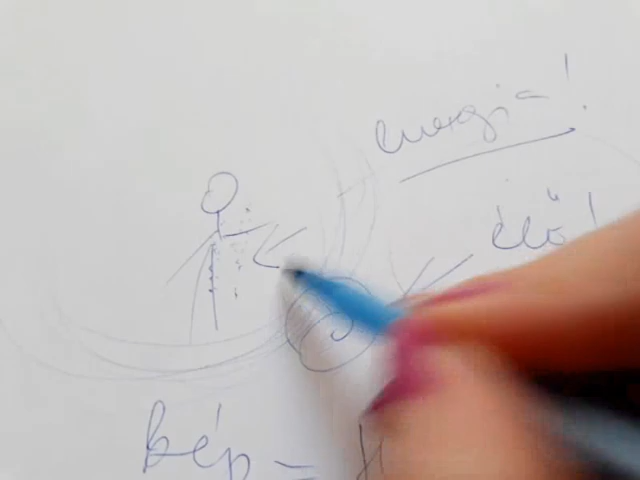 energia!
élő!
kép = H